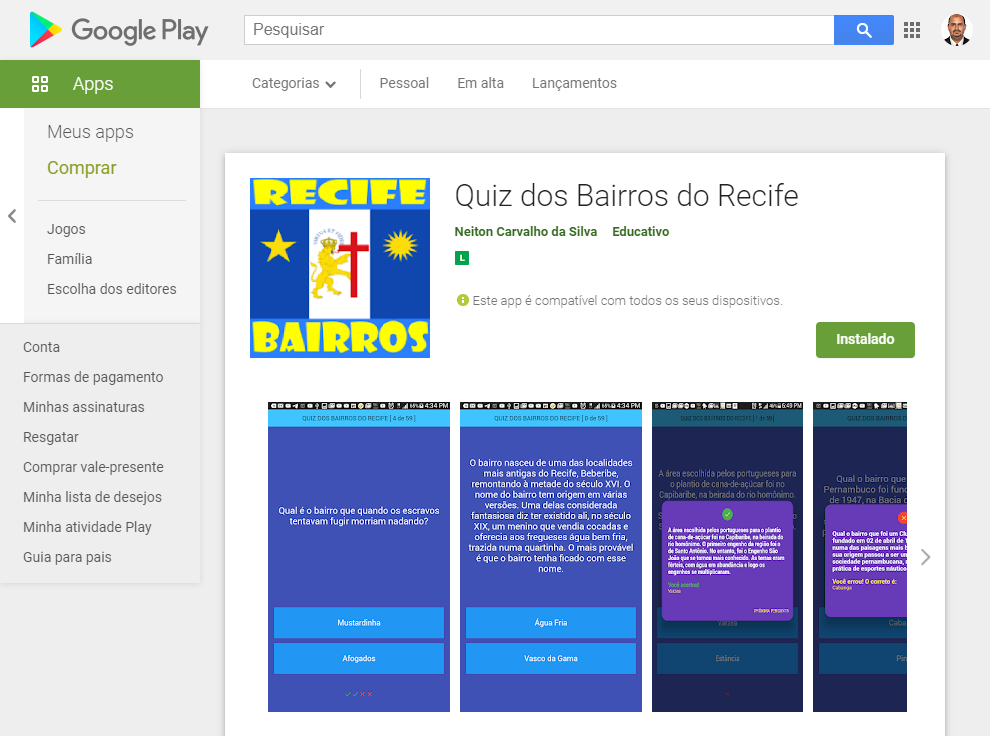 Google Play
Pesquisar
Apps
Categorias
Pessoal
Em alta
Lançamentos
Meus apps
Comprar
Jogos
Família
Escolha dos editores
Conta
Formas de pagamento
Minhas assinaturas
Resgatar
Comprar vale-presente
Minha lista de desejos
Minha atividade Play
Guia para pais
RECIFE
BAIRROS
Quiz dos Bairros do Recife
Neiton Carvalho da Silva Educativo
L
Este app é compatível com todos os seus dispositivos.
Instalado
4:34 PM
QUIZ DOS BAIRROS DO RECIFE [ 4 de 59 ]
Qual é o bairro que quando os escravos
tentavam fugir morriam nadando?
Mustardinha
Afogados
4:34 PM
QUIZ DOS BAIRROS DO RECIFE
O bairro nasceu de uma das localidades
mais antigas do Recife, Beberibe,
remontando à metade do século XVI. O
nome do bairro tem origem em várias
versões. Uma delas considerada
fantasiosa diz ter existido ali, no século
XIX, um menino que vendia cocadas e
oferecia aos fregueses água bem fria,
trazida numa quartinha. O mais provável
é que o bairro tenha ficado com esse
nome.
Água Fria
Vasco da Gama
6:49 PM
QUIZ DOS BAIRROS DO RECIFE
A área escolhida pelos portugueses para
o plantio de cana-de-açúcar foi no
Capibaribe, na beirada do rio homônimo.
A área escolhida pelos portugueses para o plantio
de cana-de-açúcar foi no Capibaribe, na beirada do
rio homônimo. O primeiro engenho da região foi o
de Santo Antônio. No entanto, foi o Engenho São
João que se tornou mais conhecido. As terras eram
férteis, com água em abundância e logo os
engenhos se multiplicaram.
Você acertou!
Várzea
PRÓXIMA PERGUNTA
Várzea
Estância
QUIZ DOS BAIRROS DO
Qual o bairro que
Pernambuco foi fund
de 1947, na Bacia d
Qual o bairro que foi um Clu
fundado em 02 de abril de 1
numa das paisagens mais b
sua origem passou a ser um
sociedade pernambucana, n
prática de esportes náutico
Você errou! O correto é:
Cabanga
Caba
Pin